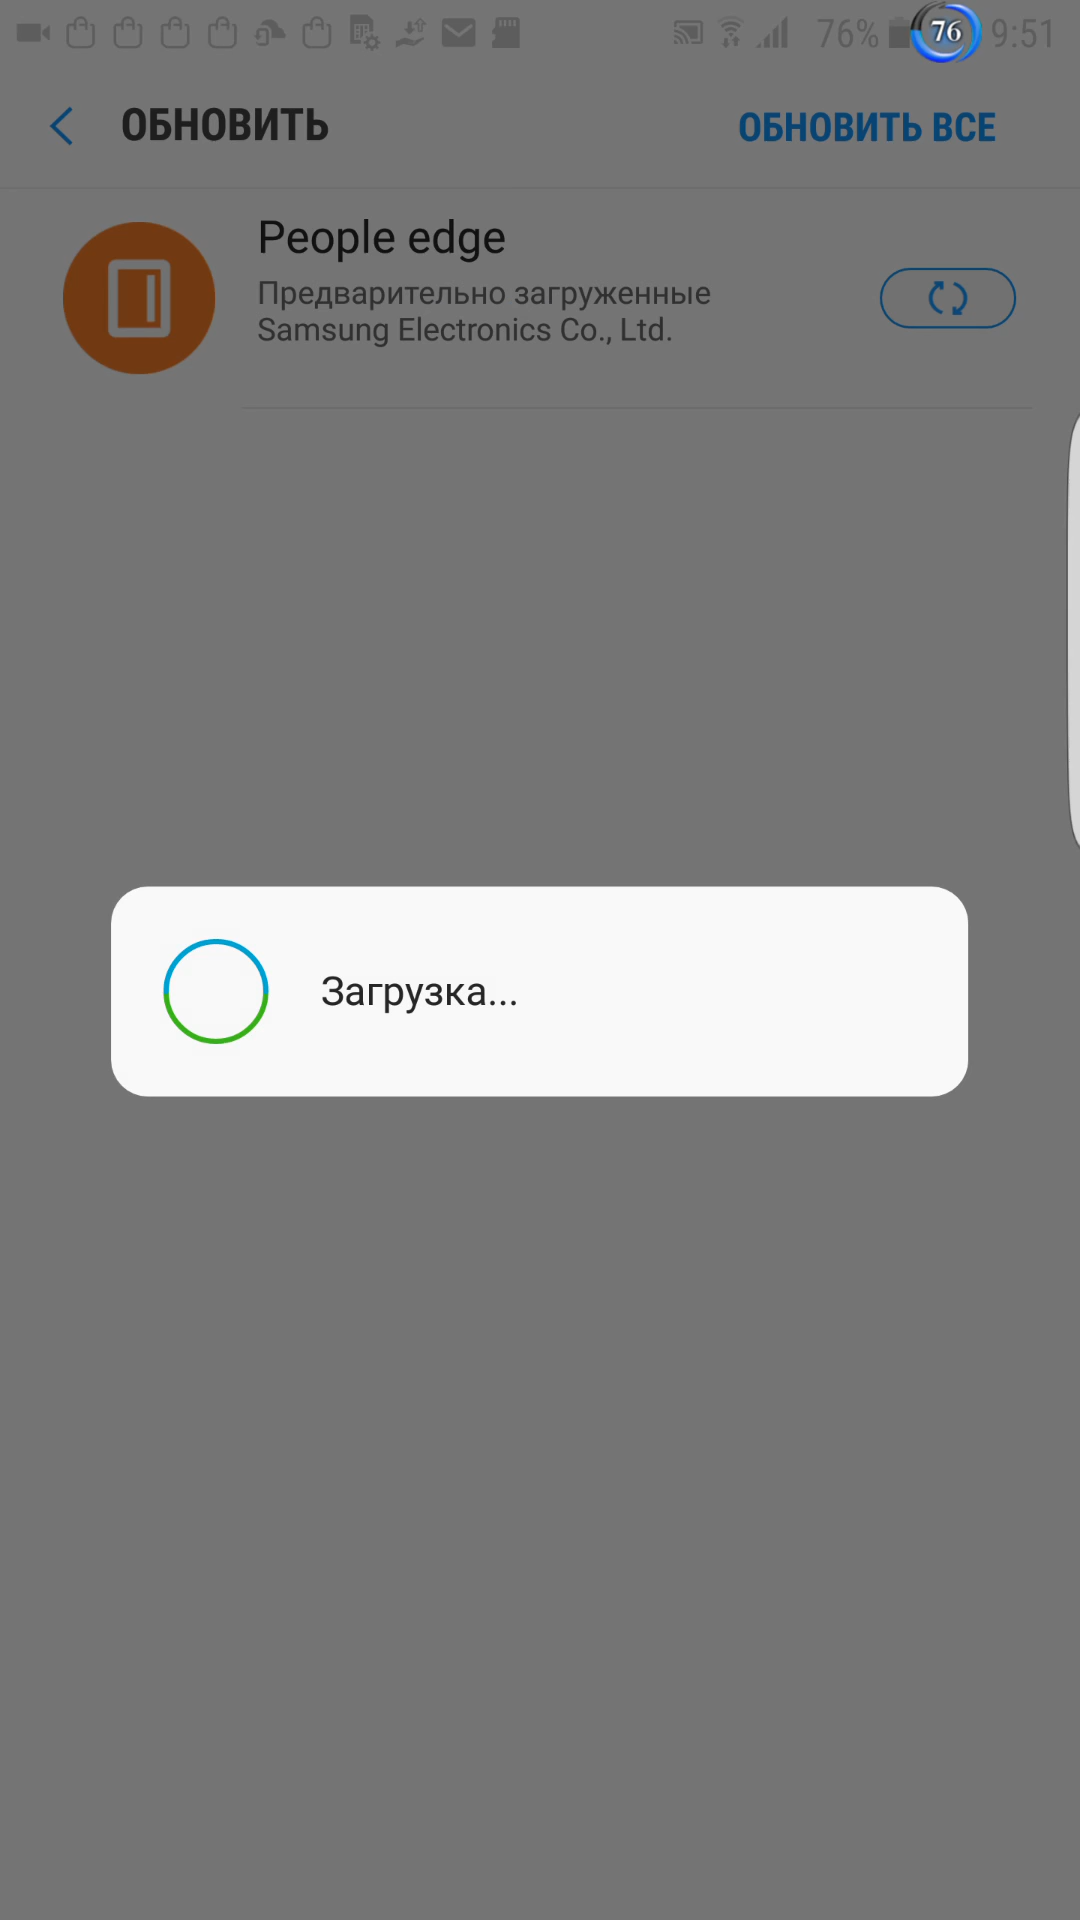 76% 76 9:51
ОБНОВИТЬ
ОБНОВИТЬ ВСЕ
People edge
Предварительно загруженные
Samsung Electronics Co., Ltd.
Загрузка...